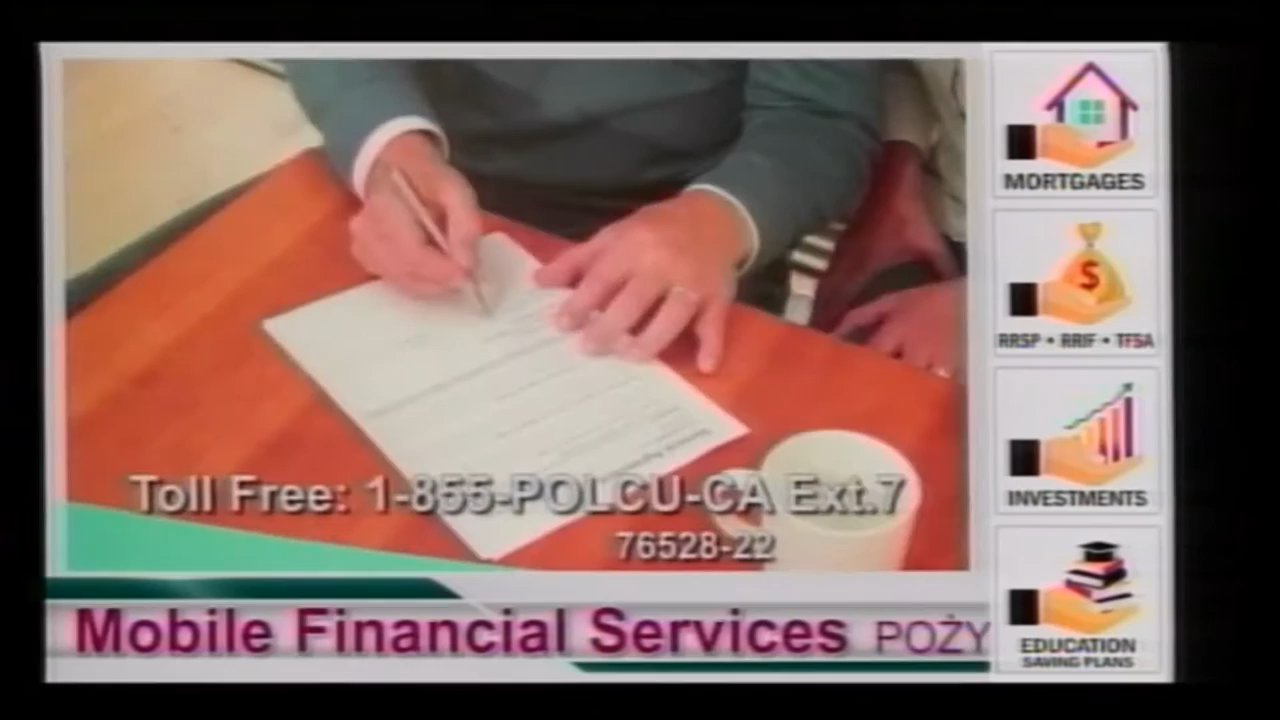 MORTGAGES
$
RRSP • RRIF • TFSA
INVESTMENTS
EDUCATION
SAVING PLANS
Toll Free: 1-855-POLCU-CA Ext.7
76528-22
Mobile Financial Services POŻY